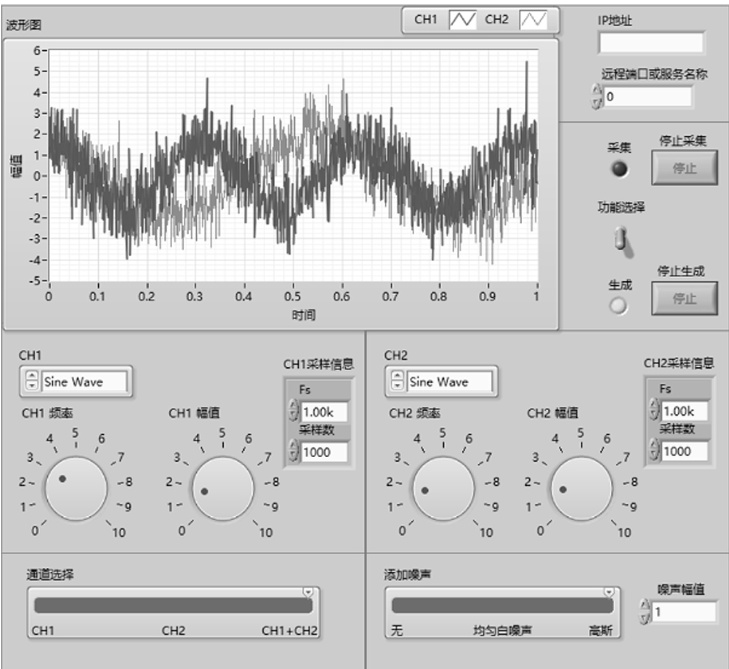 波形图
CH1 CH2
6
5
4
3
2
1
0
-1
-2
-3
-4
-5
幅值
0 0.1 0.2 0.3 0.4 0.5 0.6 0.7 0.8 0.9 1
时间
IP地址
远程端口或服务名称
0
采集
停止采集
停止
功能选择
生成
停止生成
停止
CH1
Sine Wave
CH1采样信息
Fs
1.00k
采样数
1000
CH1 频率
0 1 2 3 4 5 6 7 8 9 10
CH1 幅值
0 1 2 3 4 5 6 7 8 9 10
CH2
Sine Wave
CH2采样信息
Fs
1.00k
采样数
1000
CH2 频率
0 1 2 3 4 5 6 7 8 9 10
CH2 幅值
0 1 2 3 4 5 6 7 8 9 10
通道选择
CH1 CH2 CH1+CH2
添加噪声
无 均匀白噪声 高斯
噪声幅值
1